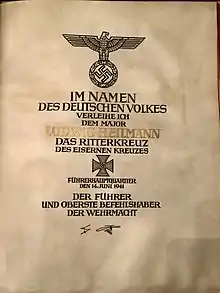 IM NAMEN
DES DEUTSCHEN VOLKES
VERLEIHE ICH
DEM MAJOR
LUDWIG HEILMANN
DAS RITTERKREUZ
DES EISERNEN KREUZES
FÜHRERHAUPTQUARTIER
DEN 14. JUNI 1941
DER FÜHRER
UND OBERSTE BEFEHLSHABER
DER WEHRMACHT